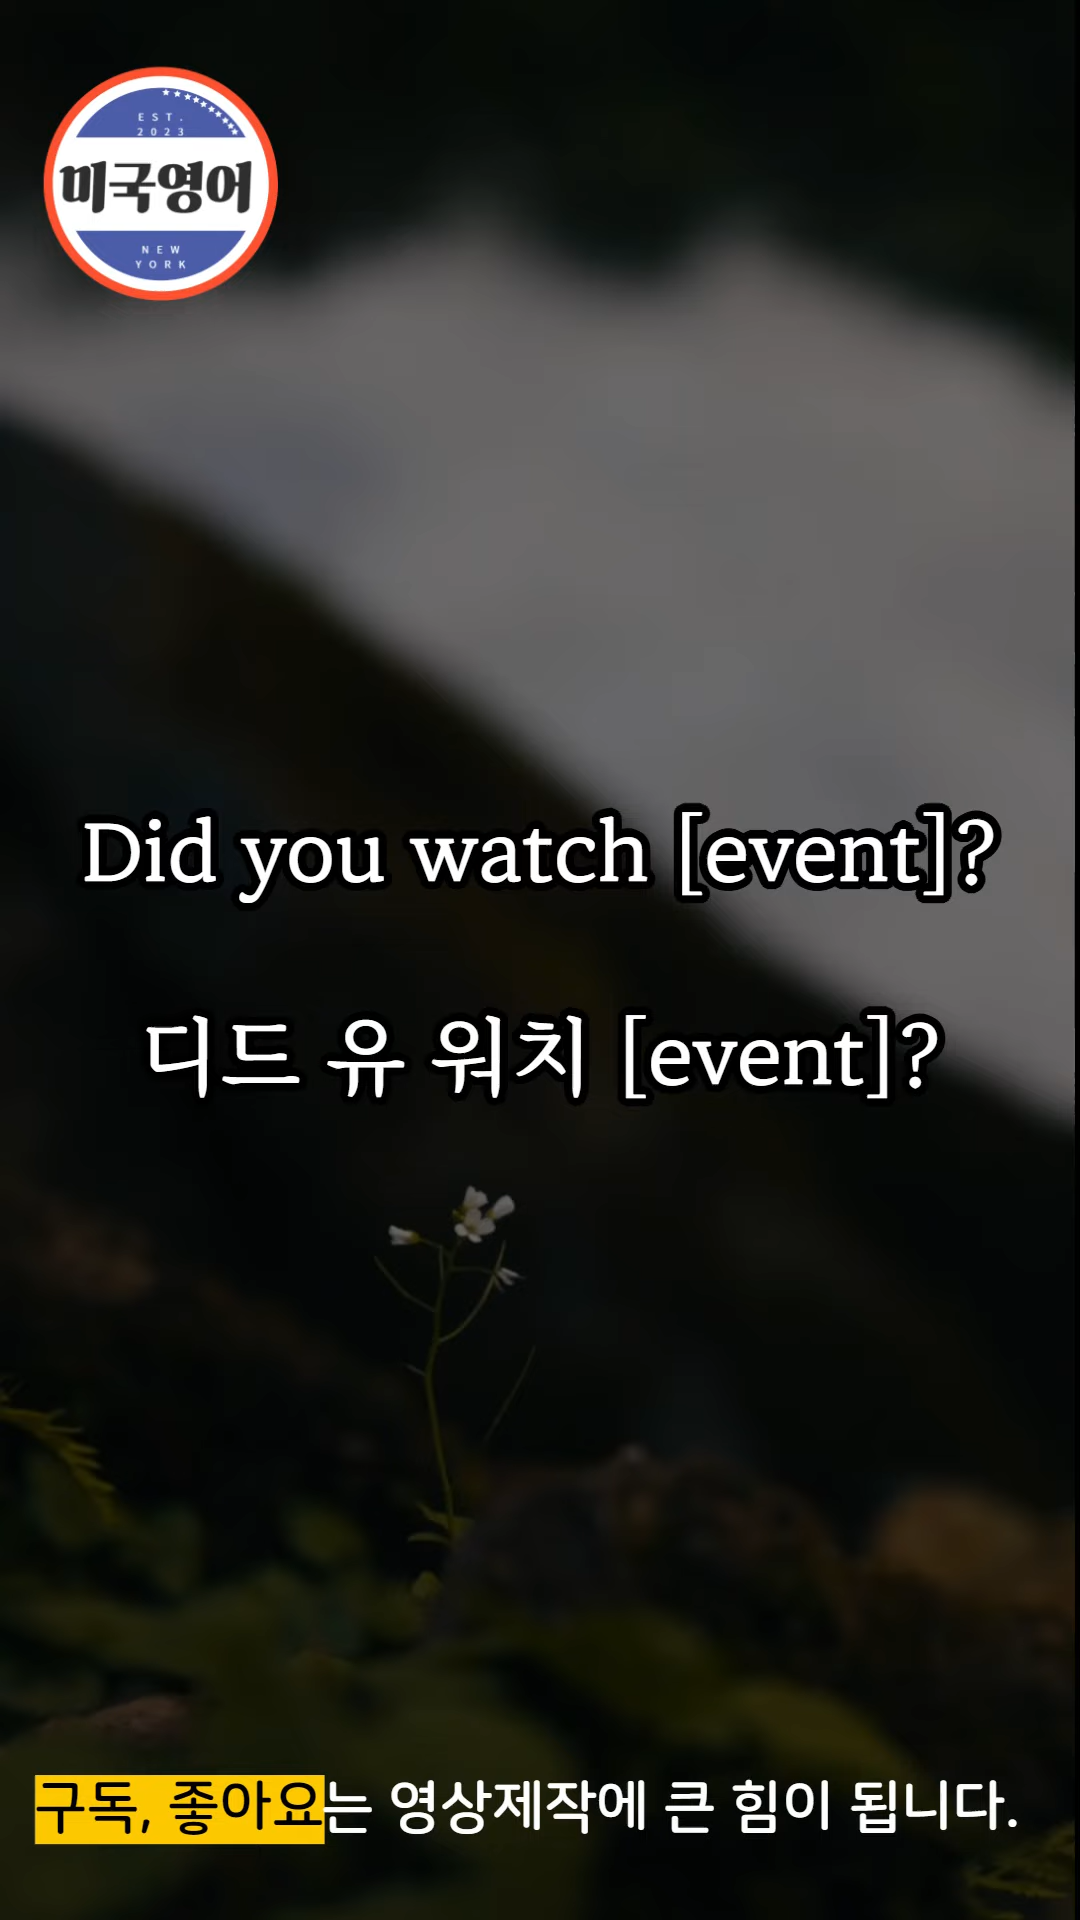 EST.
2023
미국영어
NEW
YORK
Did you watch [event]?
디드 유 워치 [event]?
구독, 좋아요는 영상제작에 큰 힘이 됩니다.